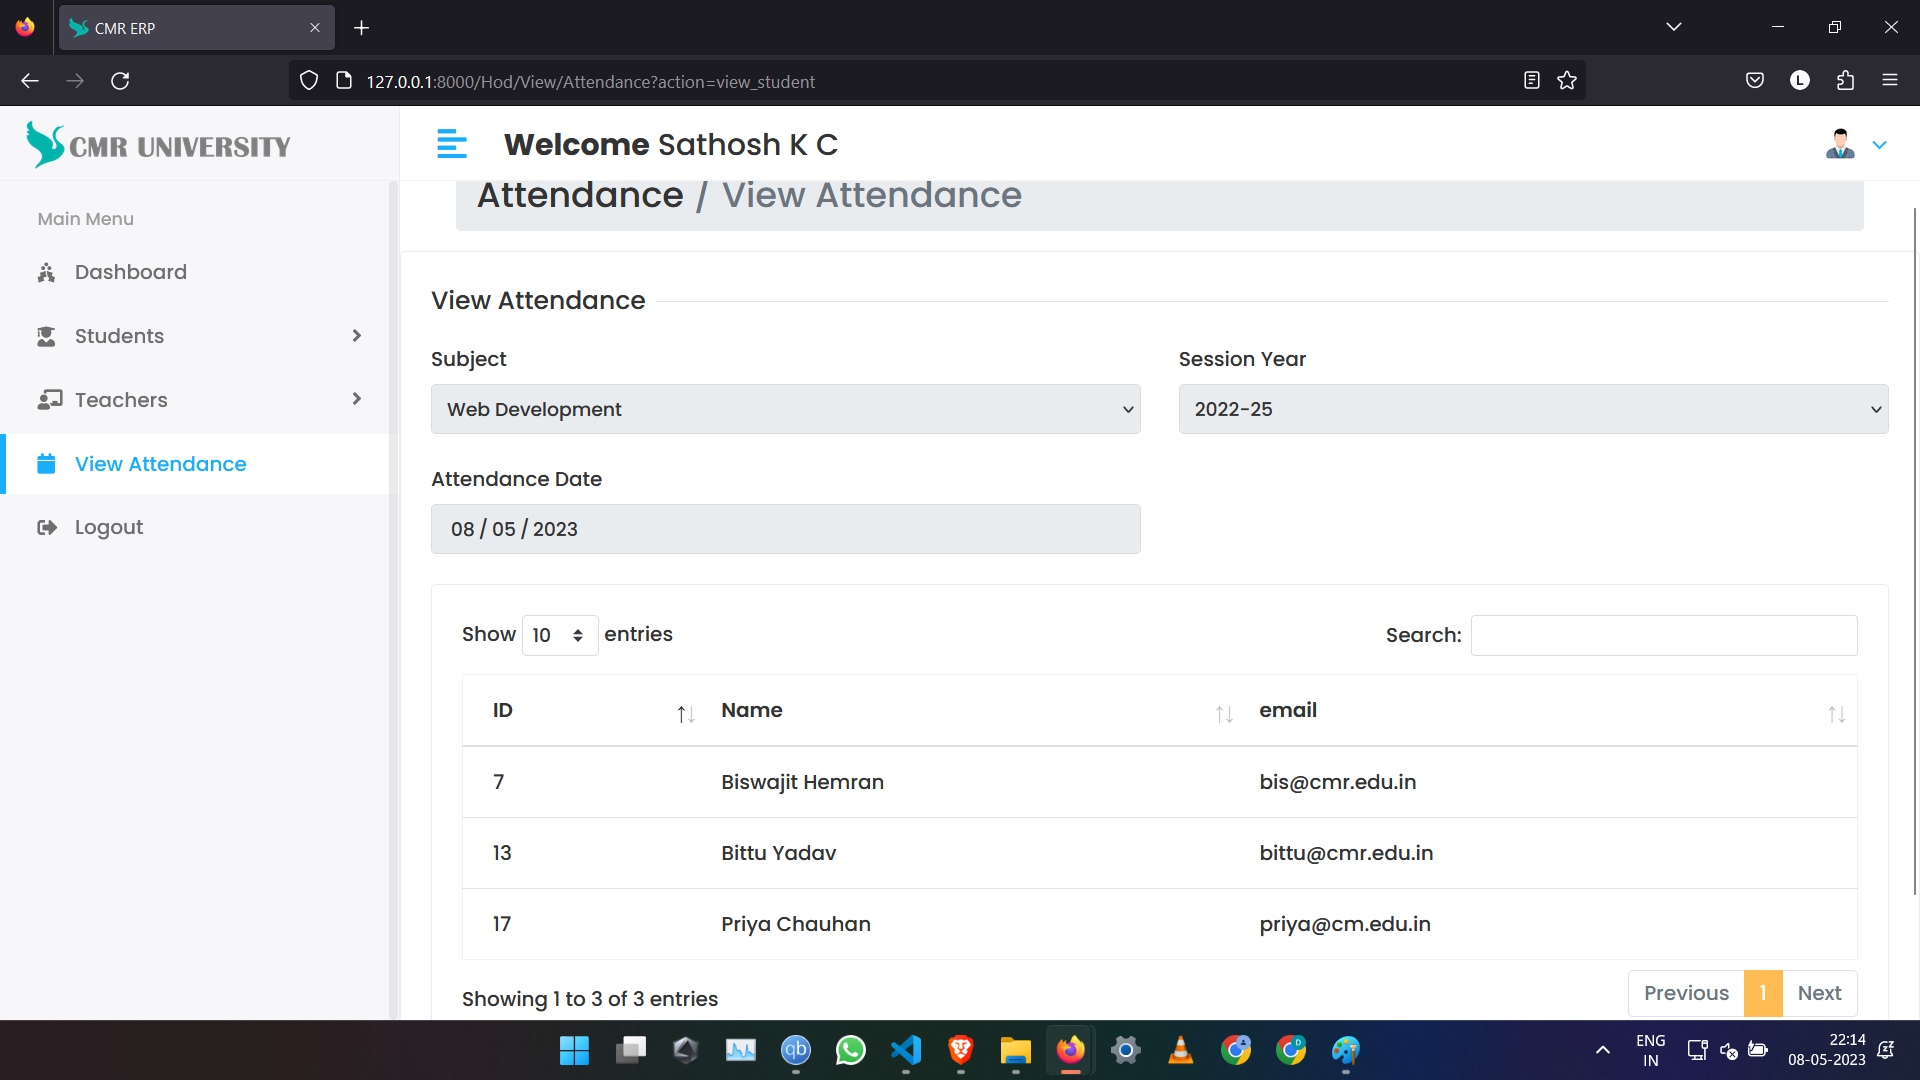 CMR ERP
127.0.0.1:8000/Hod/View/Attendance?action=view_student
L
CMR UNIVERSITY
Welcome Sathosh K C
Attendance / View Attendance
Main Menu
Dashboard
Students
Teachers
View Attendance
Logout
View Attendance
Subject
Session Year
Web Development
2022-25
Attendance Date
08 / 05 / 2023
Show 10 entries
Search:
ID Name email
7 Biswajit Hemran bis@cmr.edu.in
13 Bittu Yadav bittu@cmr.edu.in
17 Priya Chauhan priya@cm.edu.in
Showing 1 to 3 of 3 entries
Previous 1 Next
qb
D
ENG
IN
22:14
08-05-2023